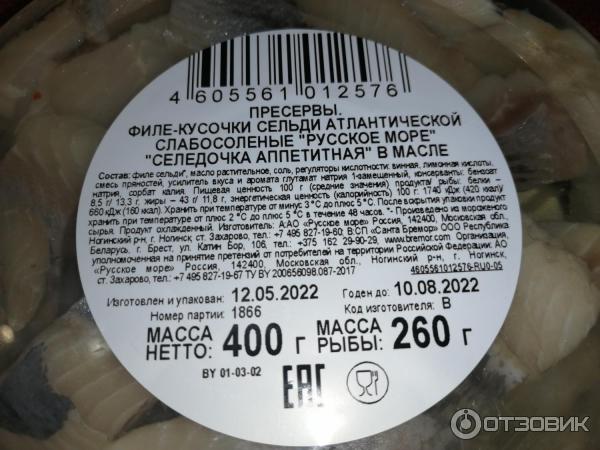 4 605561 012576
ПРЕСЕРВЫ.
ФИЛЕ-КУСОЧКИ СЕЛЬДИ АТЛАНТИЧЕСКОЙ
СЛАБОСОЛЕНЫЕ "РУССКОЕ МОРЕ"
"СЕЛЕДОЧКА АППЕТИТНАЯ" В МАСЛЕ
Состав: филе сельди*, масло растительное, соль, регуляторы кислотности: винная, лимонная кислоты,
смесь пряностей, усилитель вкуса и аромата глутамат натрия 1-замещенный, консерванты: бензоат
натрия, сорбат калия. Пищевая ценность 100 г (средние значения) продукта/ рыбы: белки –
8,5 г/ 13,3 г, жиры – 43 г/ 11,8 г, энергетическая ценность (калорийность) 100 г: 1740 кДж (420 ккал)/
660 кДж (160 ккал). Хранить при температуре от минус 3°С до плюс 5°С. После вскрытия упаковки продукт
хранить при температуре от плюс 2°С до плюс 5°С в течение 48 часов. *- Произведено из мороженого
сырья. Продукт охлажденный. Изготовитель: А:АО «Русское море» Россия, 142400, Московская обл.,
Ногинский р-н, г. Ногинск, ст. Захарово, тел.: +7 495 827-19-60; В:СП «Санта Бремор» ООО Республика
Беларусь, г. Брест, ул. Катин Бор, 106, тел.: +375 162 29-90-29, www.bremor.com. Организация,
уполномоченная на принятие претензий от потребителей на территории Российской Федерации: АО
«Русское море» Россия, 142400, Московская обл., Ногинский р-н, г. Ногинск,
ст. Захарово, тел.: +7 495 827-19-67 TY BY 200656098.087-2017
4605561012576-RU0-05
Изготовлен и упакован: 12.05.2022 Годен до: 10.08.2022
Номер партии: 1866 Код изготовителя: В
МАССА НЕТТО: 400 г МАССА РЫБЫ: 260 г
BY 01-03-02
EAC
ОТЗОВИК